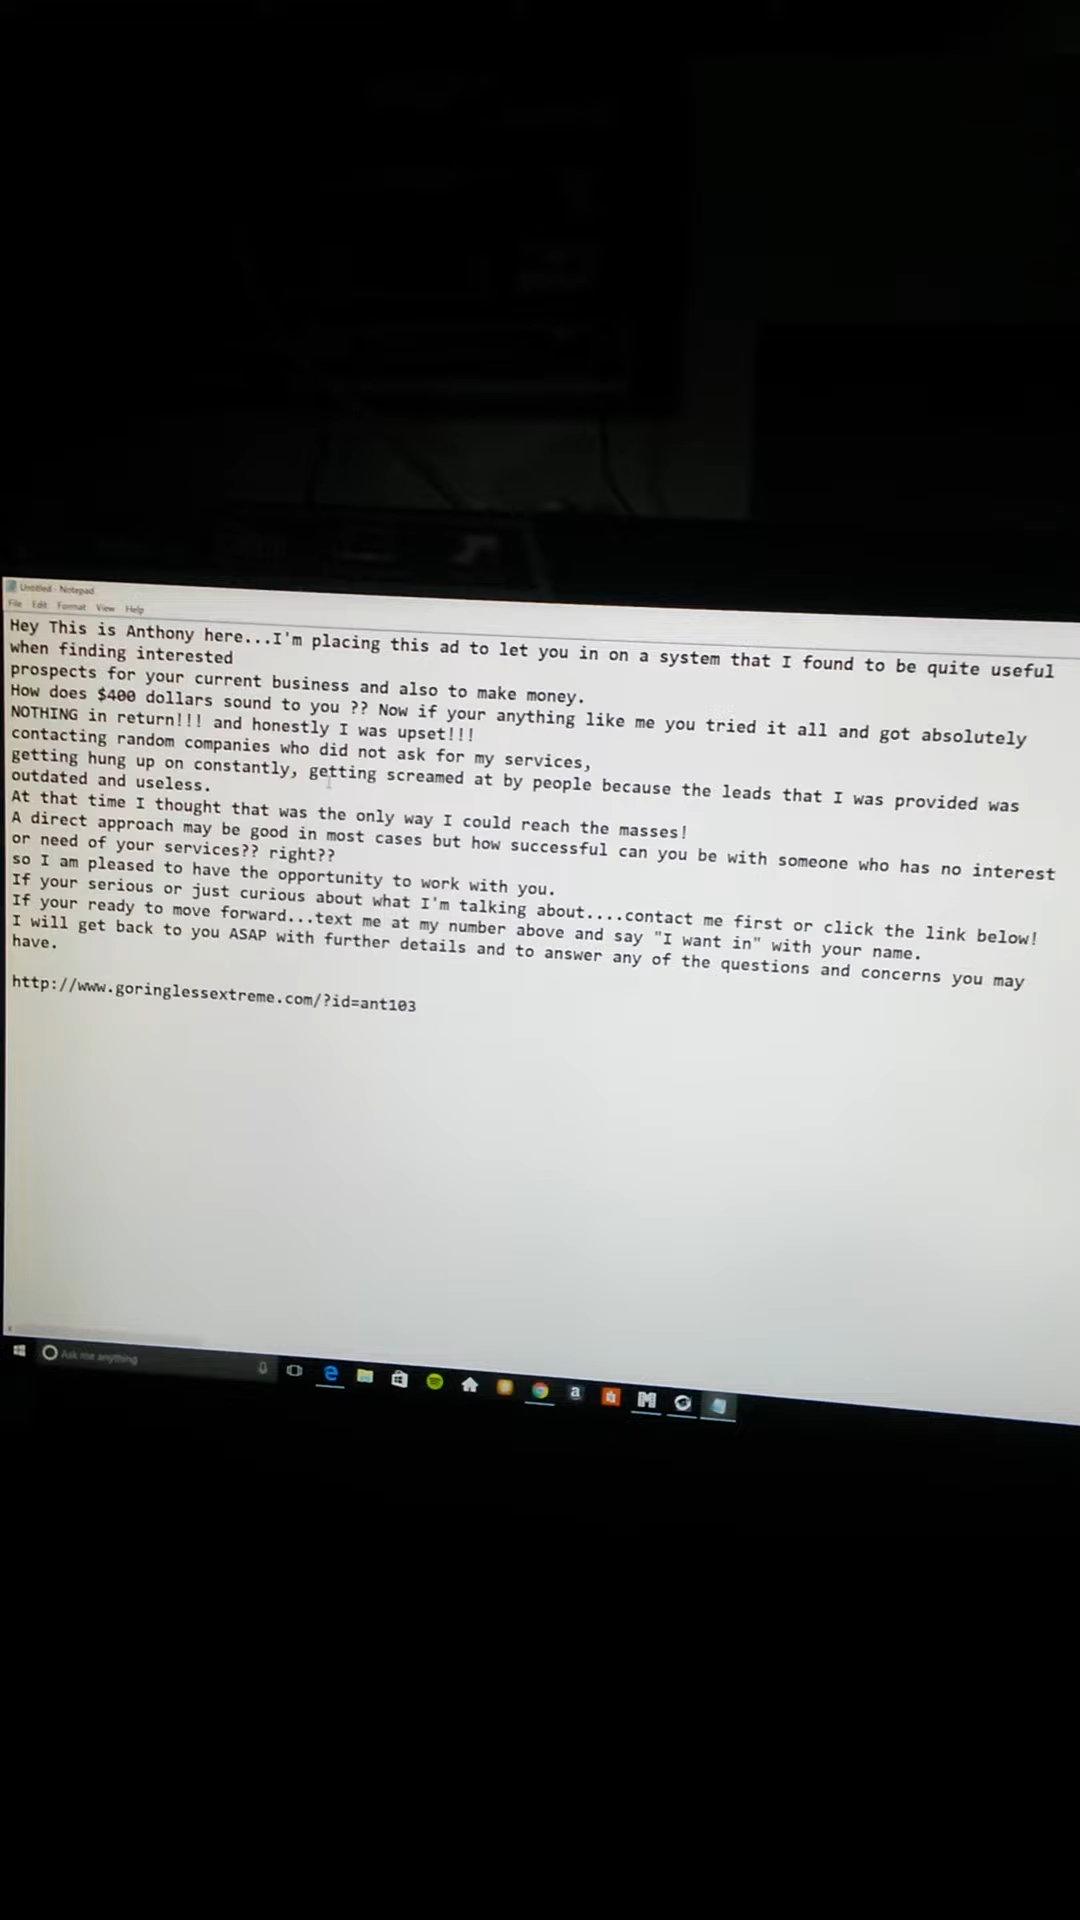 Untitled - Notepad
File Edit Format View Help
Hey This is Anthony here...I'm placing this ad to let you in on a system that I found to be quite useful
when finding interested
prospects for your current business and also to make money.
How does $400 dollars sound to you ?? Now if your anything like me you tried it all and got absolutely
NOTHING in return!!! and honestly I was upset!!!
contacting random companies who did not ask for my services,
getting hung up on constantly, getting screamed at by people because the leads that I was provided was
outdated and useless.
At that time I thought that was the only way I could reach the masses!
A direct approach may be good in most cases but how successful can you be with someone who has no interest
or need of your services?? right??
so I am pleased to have the opportunity to work with you.
If your serious or just curious about what I'm talking about....contact me first or click the link below!
If your ready to move forward...text me at my number above and say "I want in" with your name.
I will get back to you ASAP with further details and to answer any of the questions and concerns you may
have.
http://www.goringlessextreme.com/?id=ant103
Ask me anything